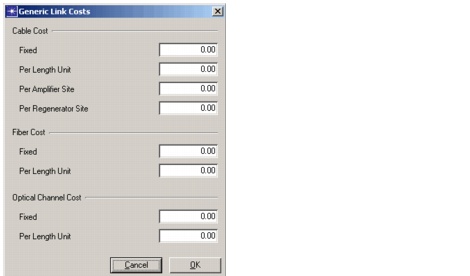 Generic Link Costs
Cable Cost
Fixed 0.00
Per Length Unit 0.00
Per Amplifier Site 0.00
Per Regenerator Site 0.00
Fiber Cost
Fixed 0.00
Per Length Unit 0.00
Optical Channel Cost
Fixed 0.00
Per Length Unit 0.00
Cancel OK